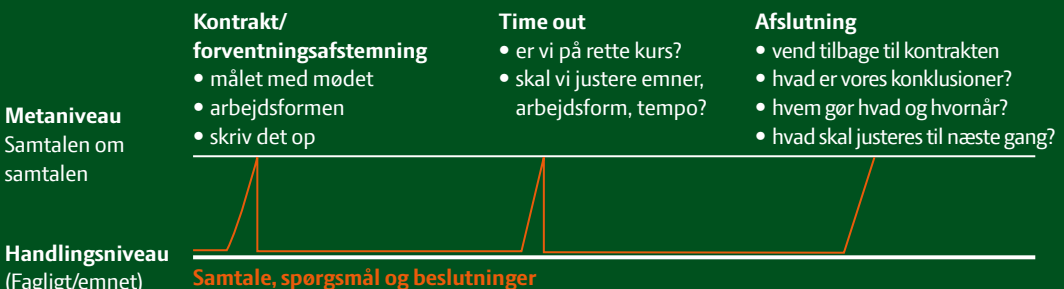 Kontrakt/
forventningsafstemning
• målet med mødet
• arbejdsformen
• skriv det op
Time out
• er vi på rette kurs?
• skal vi justere emner,
arbejdsform, tempo?
Afslutning
• vend tilbage til kontrakten
• hvad er vores konklusioner?
• hvem gør hvad og hvornår?
• hvad skal justeres til næste gang?
Metaniveau
Samtalen om
samtalen
Handlingsniveau
(Fagligt/emnet)
Samtale, spørgsmål og beslutninger